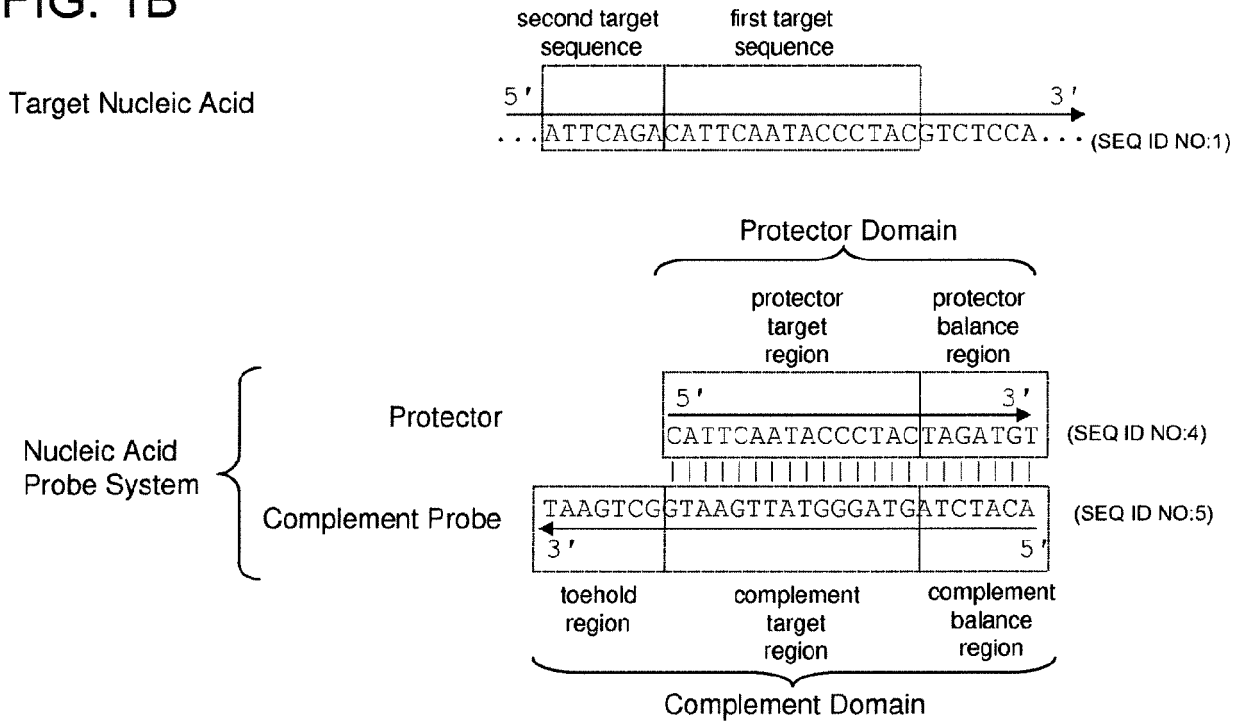 FIG. 1B
second target
sequence
first target
sequence
Target Nucleic Acid
5'
3'
...ATTCAGACATTCAATACCCTACGTCTCCA... (SEQ ID NO:1)
Protector Domain
protector
target
region
protector
balance
region
5'
3'
Protector
CATTCAATACCCTACTAGATGT
(SEQ ID NO:4)
Nucleic Acid
Probe System
Complement Probe
TAAGTCGGTAAGTTATGGGATGATCTACA
(SEQ ID NO:5)
3'
5'
toehold
region
complement
target
region
complement
balance
region
Complement Domain